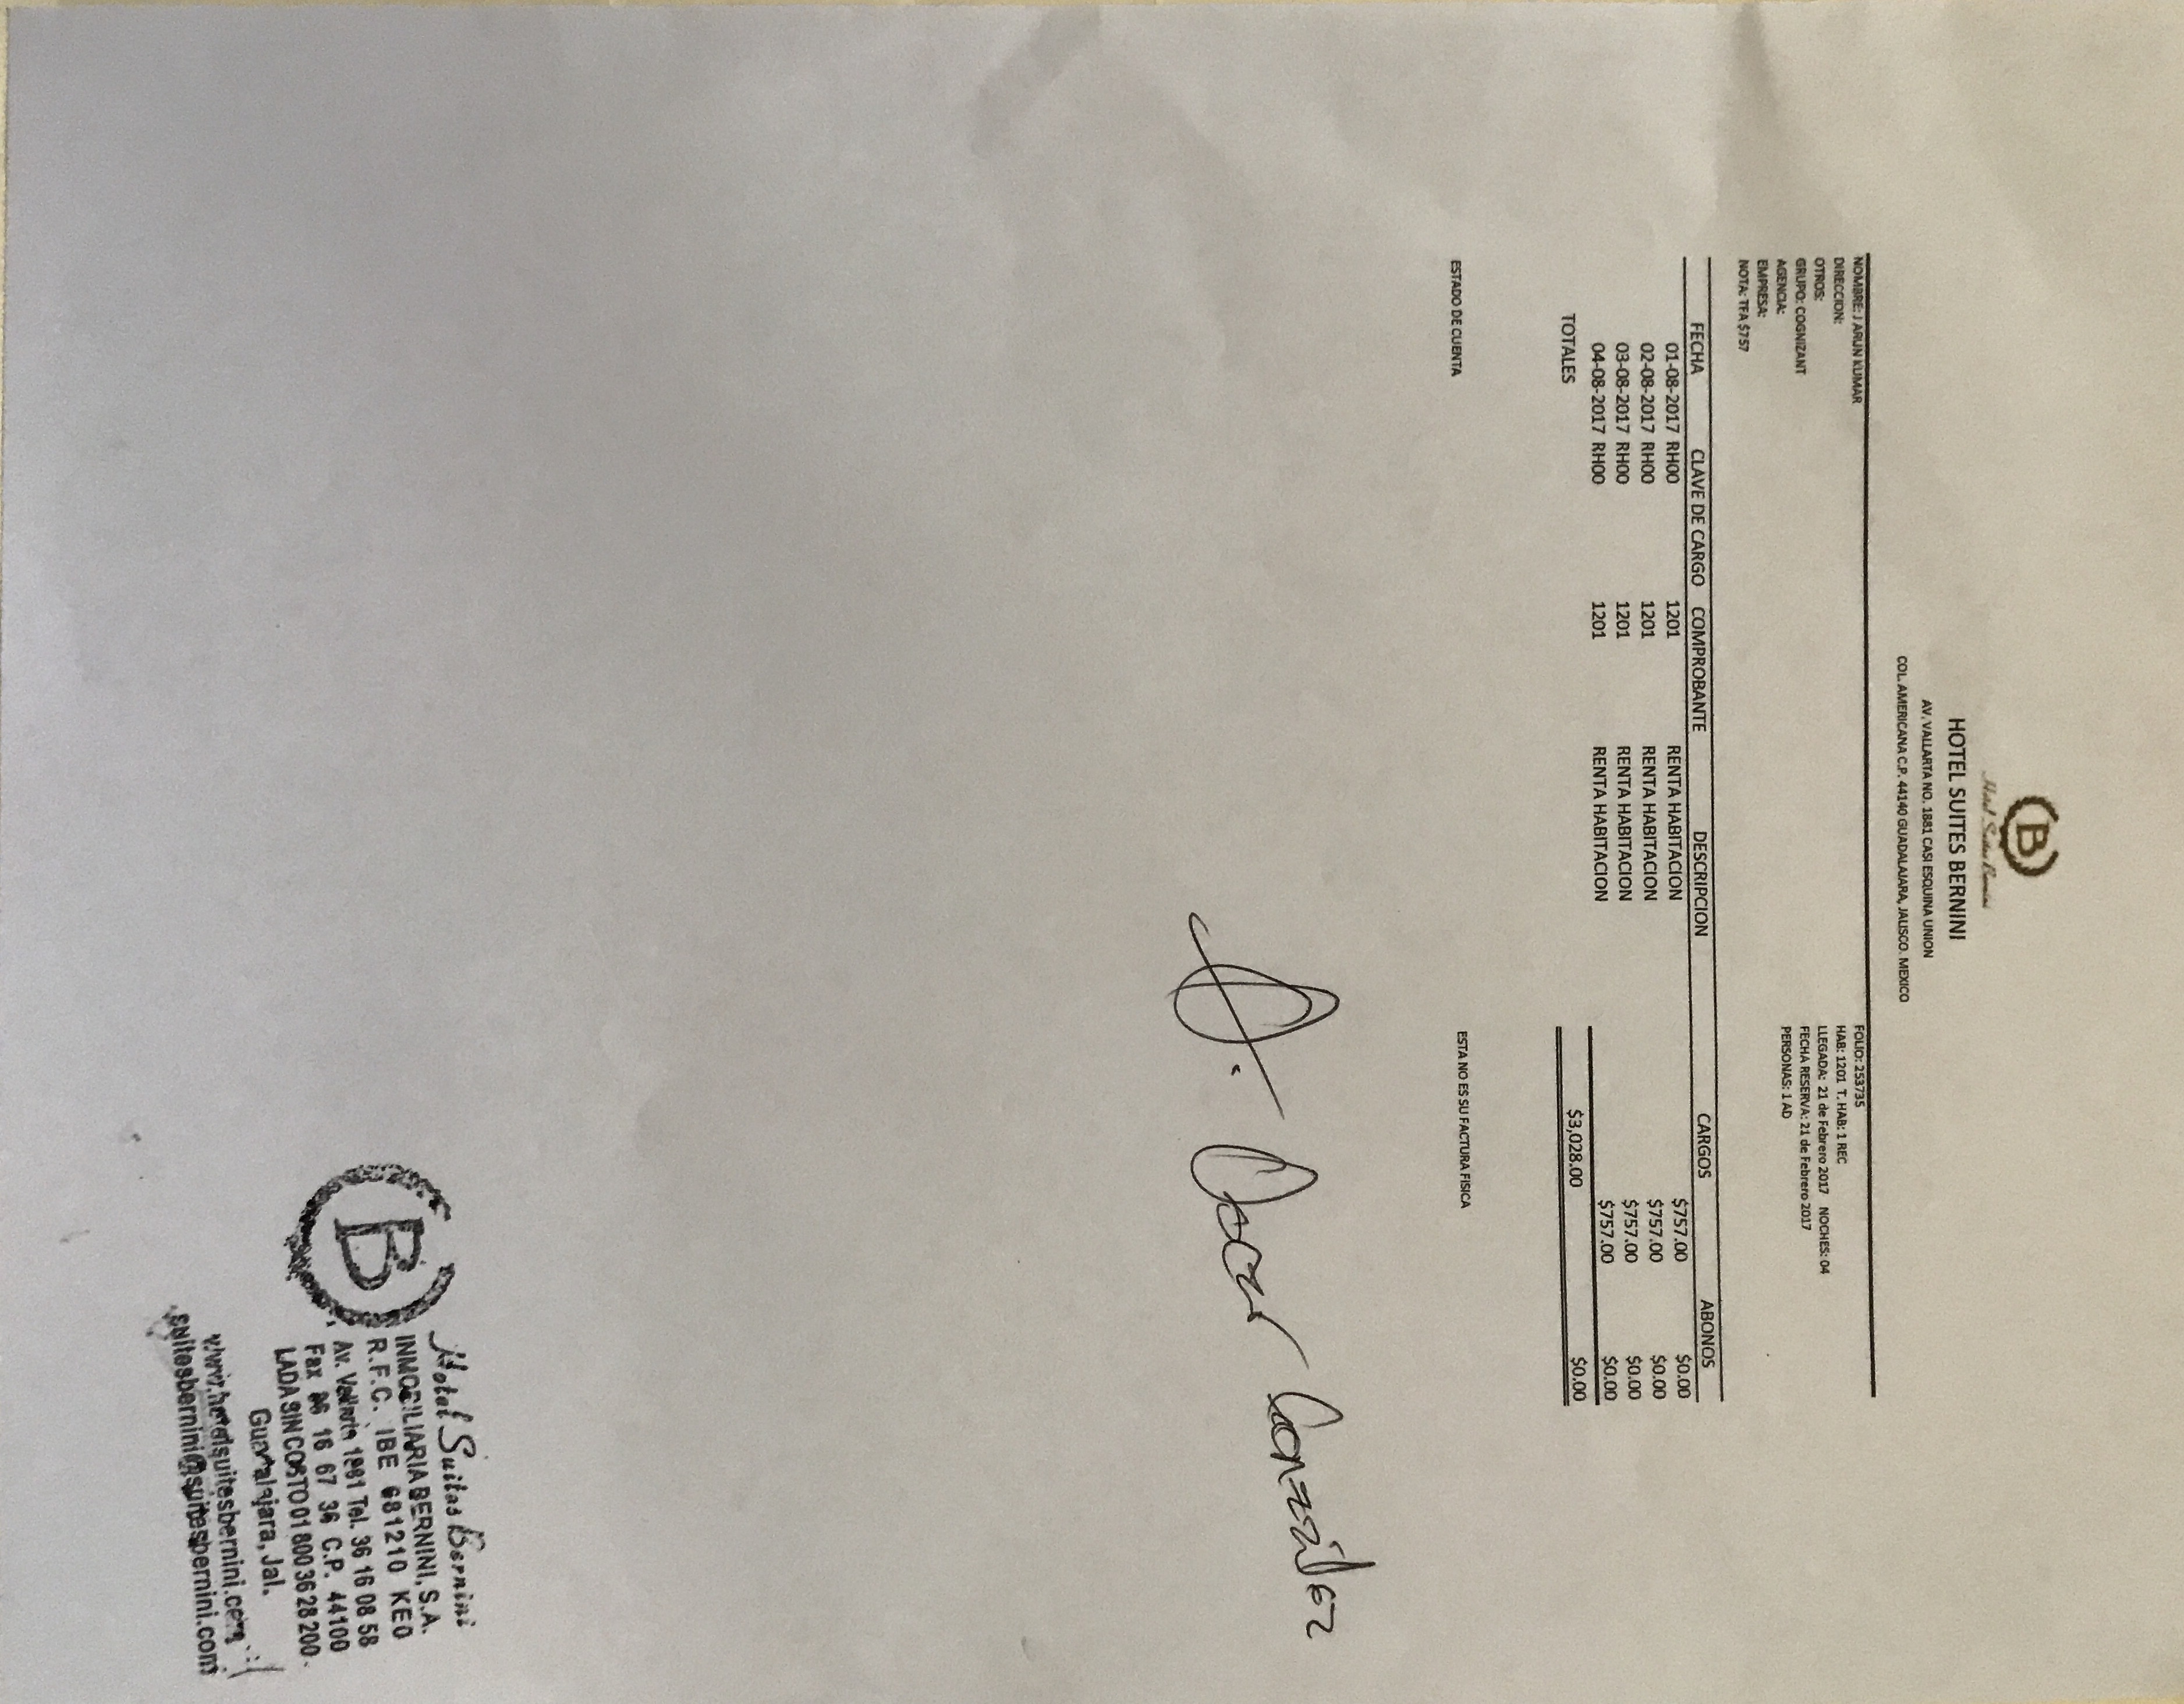 B
Hotel Suites Bernini
HOTEL SUITES BERNINI
AV. VALLARTA NO. 1881 CASI ESQUINA UNION
COL. AMERICANA C.P. 44140 GUADALAJARA, JALISCO. MEXICO
NOMBRE: J ARUN KUMAR FOLIO: 253735
DIRECCION: HAB: 1201 T. HAB: 1 REC
OTROS: LLEGADA: 21 de Febrero 2017 NOCHES: 04
GRUPO: COGNIZANT FECHA RESERVA: 21 de Febrero 2017
AGENCIA: PERSONAS: 1 AD
EMPRESA:
NOTA: TFA $757
FECHA CLAVE DE CARGO COMPROBANTE DESCRIPCION CARGOS ABONOS
01-08-2017 RH00 1201 RENTA HABITACION $757.00 $0.00
02-08-2017 RH00 1201 RENTA HABITACION $757.00 $0.00
03-08-2017 RH00 1201 RENTA HABITACION $757.00 $0.00
04-08-2017 RH00 1201 RENTA HABITACION $757.00 $0.00
TOTALES $3,028.00 $0.00
ESTADO DE CUENTA ESTA NO ES SU FACTURA FISICA
Oscar González
B
Hotel Suites Bernini
INMOBILIARIA BERNINI, S.A.
R.F.C. IBE 681210 KE0
Av. Vallarta 1881 Tel. 36 16 08 58
Fax 36 16 67 36 C.P. 44100
LADA SIN COSTO 01 800 36 28 200
Guadalajara, Jal.
www.hotelsuitesbernini.com
suitesbernini@suitesbernini.com